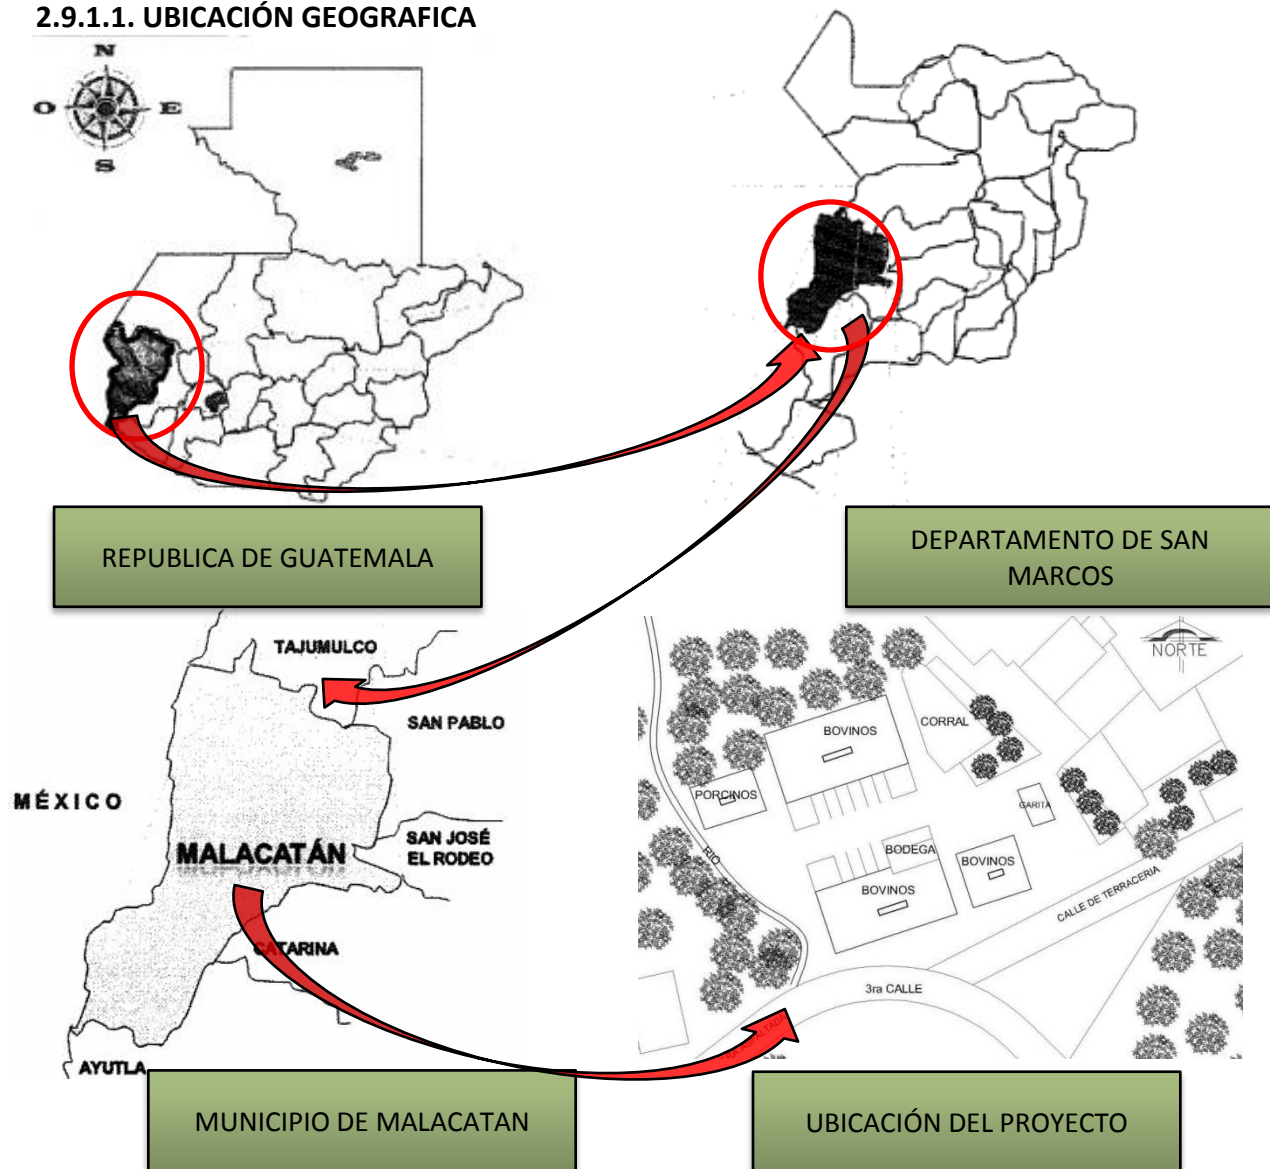 2.9.1.1. UBICACIÓN GEOGRAFICA
N
O E
S
REPUBLICA DE GUATEMALA
DEPARTAMENTO DE SAN
MARCOS
TAJUMULCO
SAN PABLO
MÉXICO
MALACATÁN
SAN JOSÉ
EL RODEO
CATARINA
AYUTLA
NORTE
BOVINOS
CORRAL
PORCINOS
GARITA
RIO
BODEGA
BOVINOS
BOVINOS
CALLE DE TERRACERIA
3ra CALLE
MUNICIPIO DE MALACATAN
UBICACIÓN DEL PROYECTO